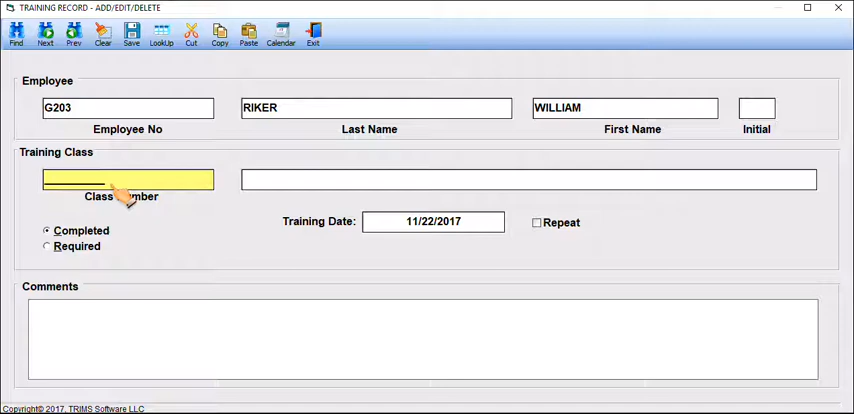 TRAINING RECORD - ADD/EDIT/DELETE
Find Next Prev Clear Save LookUp Cut Copy Paste Calendar Exit
Employee
G203 RIKER WILLIAM
Employee No Last Name First Name Initial
Training Class
Class
Training Date: 11/22/2017 Repeat
Completed
Required
Comments
Copyright© 2017, TRIMS Software LLC